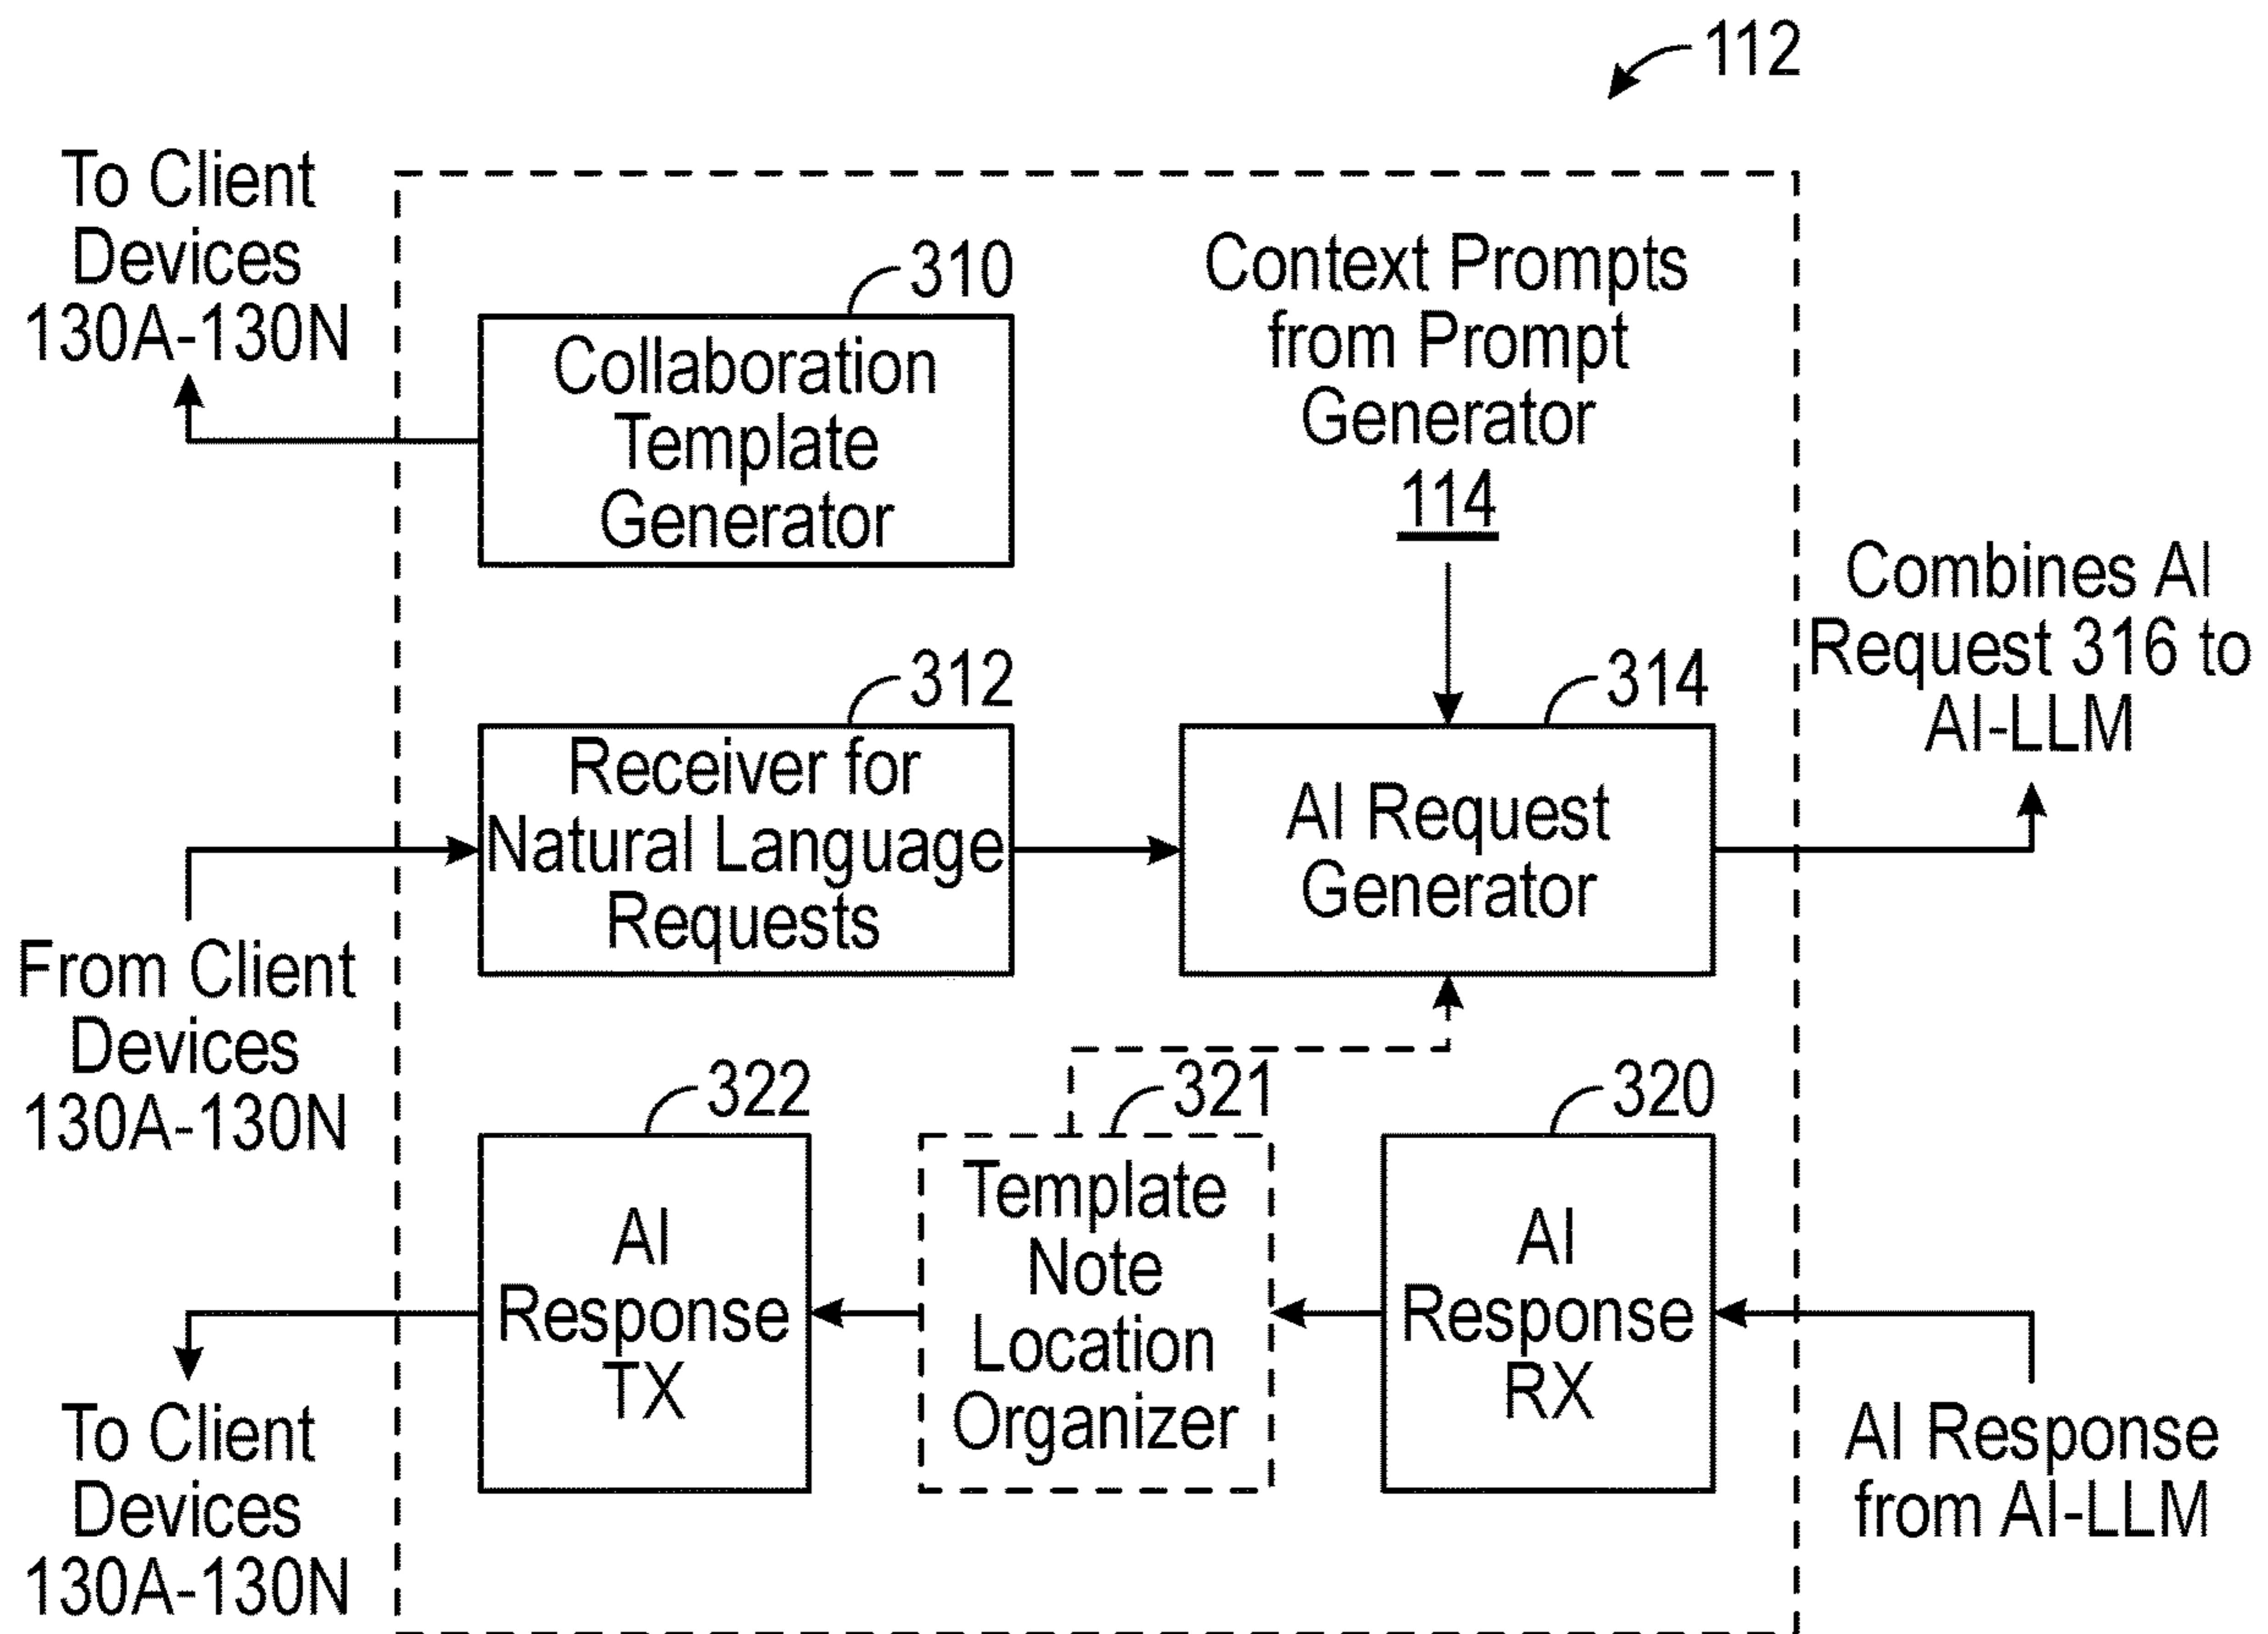 112
To Client
Devices
130A-130N
310
Collaboration
Template
Generator
Context Prompts
from Prompt
Generator
114
Combines AI
Request 316 to
AI-LLM
312
Receiver for
Natural Language
Requests
314
AI Request
Generator
From Client
Devices
130A-130N
322
AI
Response
TX
321
Template
Note
Location
Organizer
320
AI
Response
RX
To Client
Devices
130A-130N
AI Response
from AI-LLM